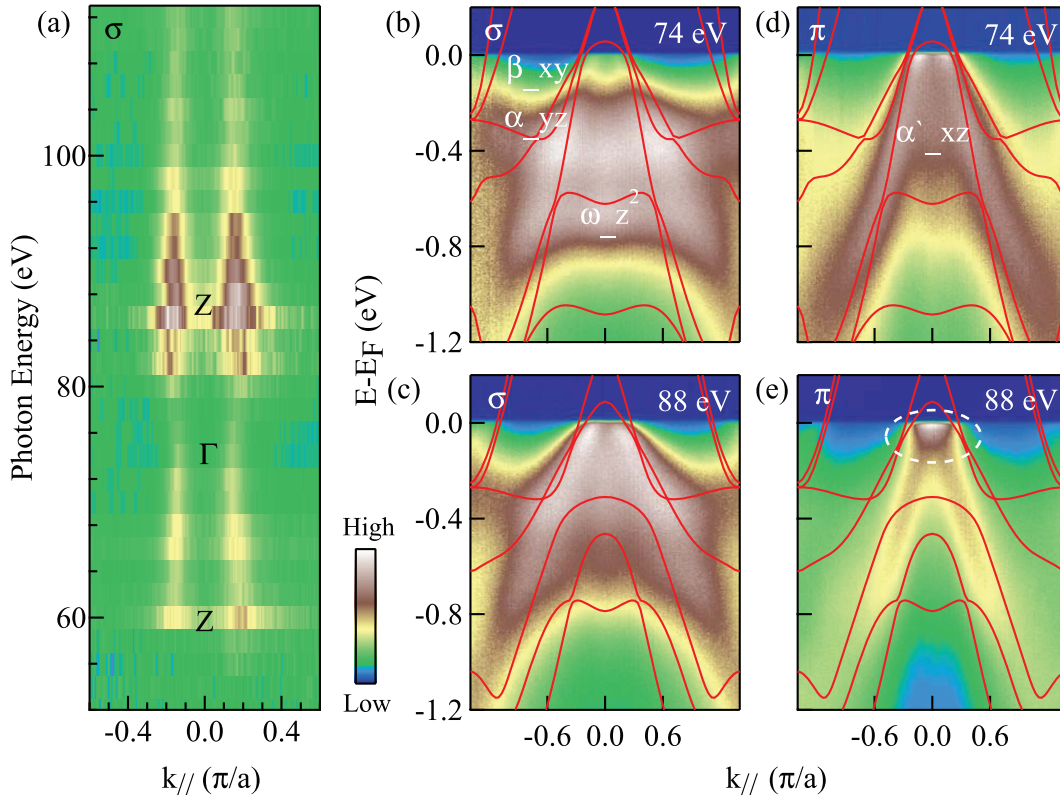 (a)
σ
Z
Γ
Z
100
80
60
Photon Energy (eV)
-0.4
0.0
0.4
k// (π/a)
High
Low
(b)
σ
74 eV
β_xy
α_yz
ω_z²
0.0
-0.4
-0.8
-1.2
E-EF (eV)
(c)
σ
88 eV
0.0
-0.4
-0.8
-1.2
-0.6
0.0
0.6
(d)
π
74 eV
α`_xz
(e)
π
88 eV
-0.6
0.0
0.6
k// (π/a)